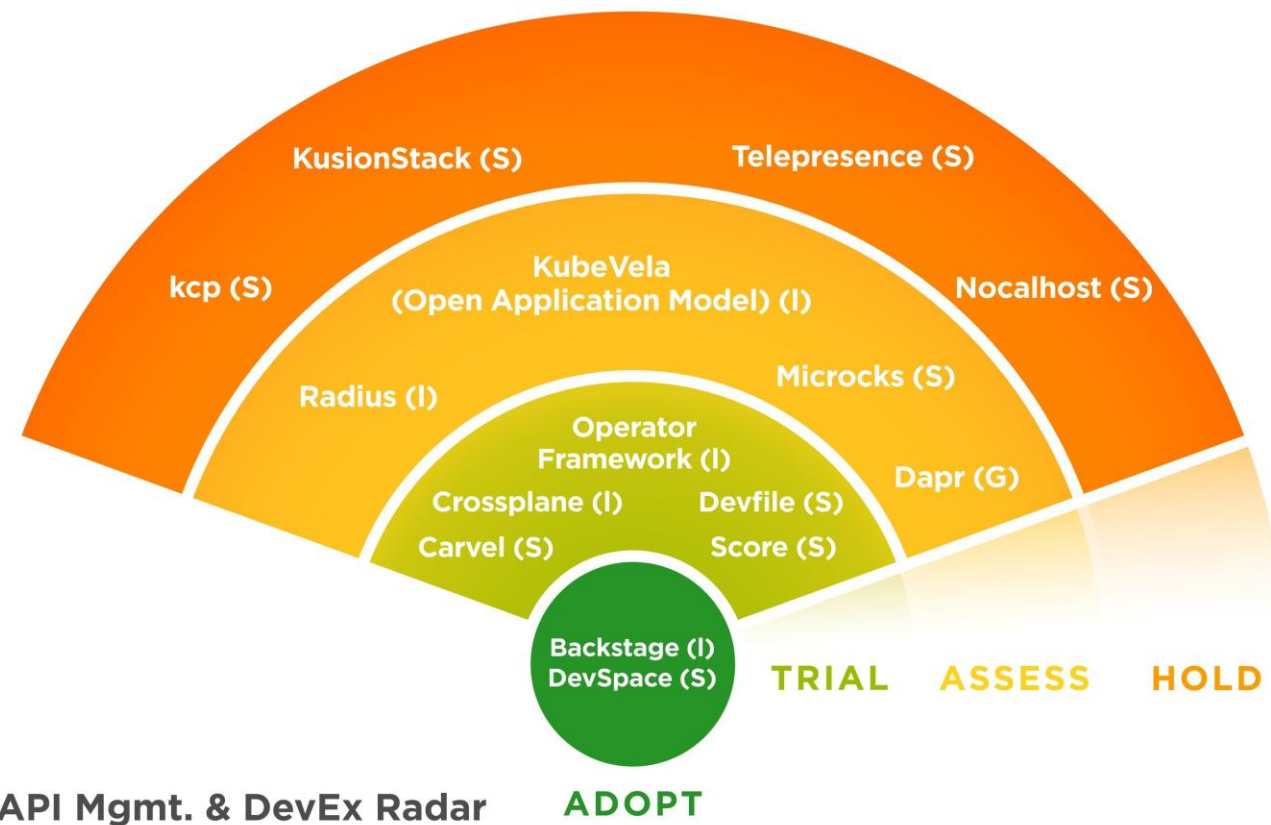 KusionStack (S)
Telepresence (S)
kcp (S)
KubeVela
(Open Application Model) (I)
Nocalhost (S)
Radius (I)
Microcks (S)
Operator
Framework (I)
Dapr (G)
Crossplane (I)
Devfile (S)
Carvel (S)
Score (S)
Backstage (I)
DevSpace (S)
TRIAL
ASSESS
HOLD
API Mgmt. & DevEx Radar
ADOPT